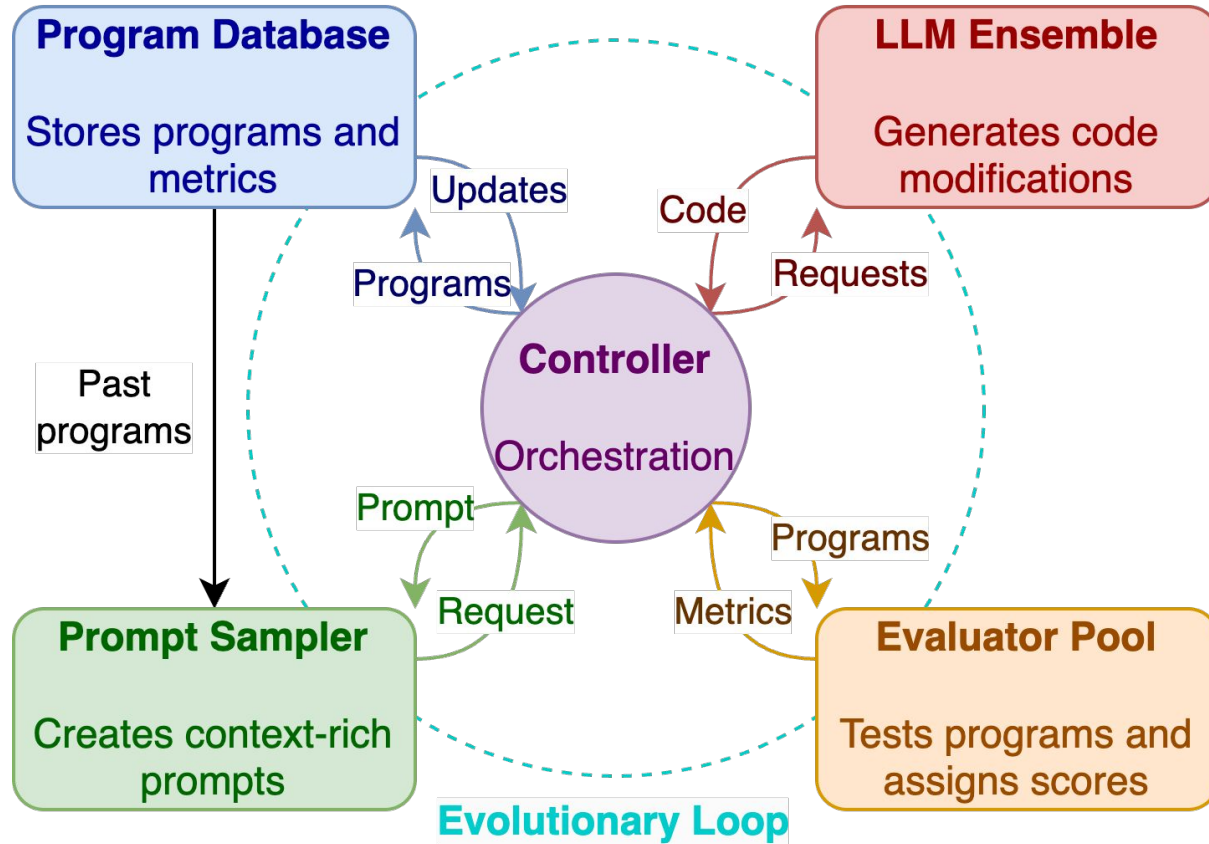 Program Database
Stores programs and
metrics
LLM Ensemble
Generates code
modifications
Updates
Programs
Code
Requests
Controller
Orchestration
Past
programs
Prompt
Request
Programs
Metrics
Prompt Sampler
Creates context-rich
prompts
Evaluator Pool
Tests programs and
assigns scores
Evolutionary Loop